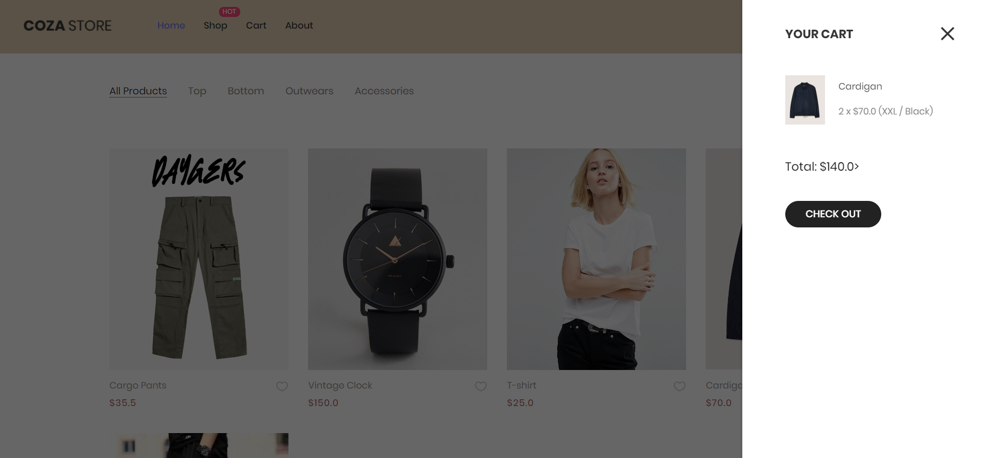 HOT
COZA STORE
Home Shop Cart About
YOUR CART
All Products Top Bottom Outwears Accessories
Cardigan
2 x $70.0 (XXL / Black)
Total: $140.0>
CHECK OUT
DAYGERS
Cargo Pants
$35.5
Vintage Clock
$150.0
T-shirt
$25.0
$70.0